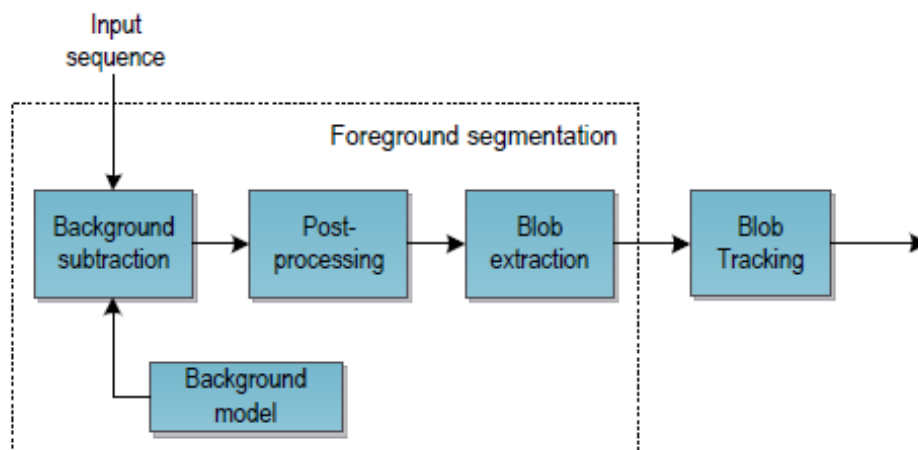 Input
sequence
Foreground segmentation
Background
subtraction
Post-
processing
Blob
extraction
Blob
Tracking
Background
model